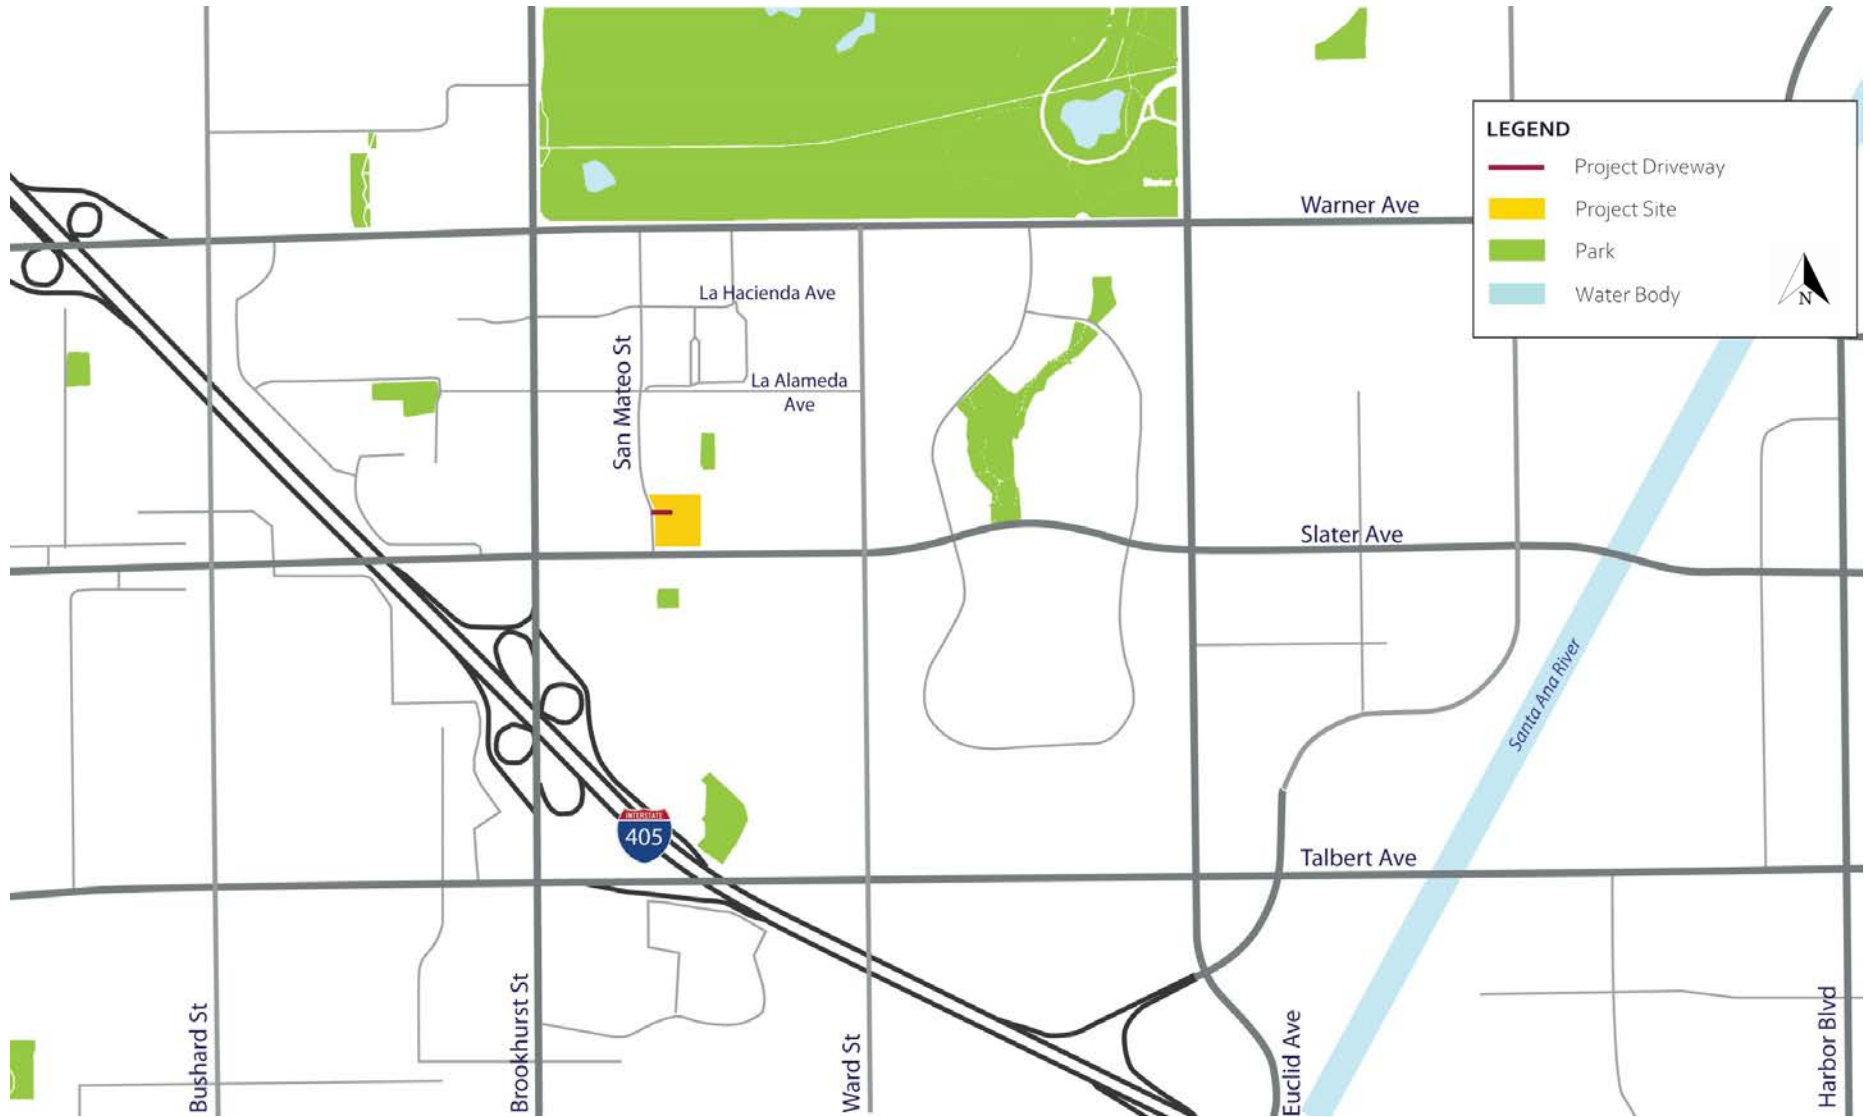 LEGEND
Project Driveway
Project Site
Park
Water Body
N
Warner Ave
La Hacienda Ave
San Mateo St
La Alameda
Ave
Slater Ave
Santa Ana River
INTERSTATE
405
Talbert Ave
Bushard St
Brookhurst St
Ward St
Euclid Ave
Harbor Blvd